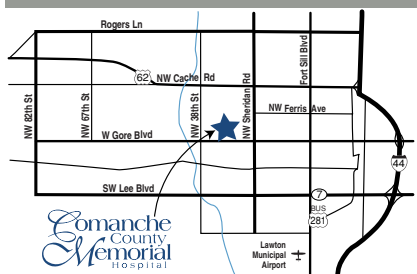 Rogers Ln
62
NW Cache Rd
Fort Sill Blvd
NW 82th St
NW 67th St
NW 38th St
NW Sheridan Rd
NW Ferris Ave
W Gore Blvd
44
SW Lee Blvd
7
BUS
281
Comanche
County
Memorial
Hospital
Lawton
Municipal
Airport